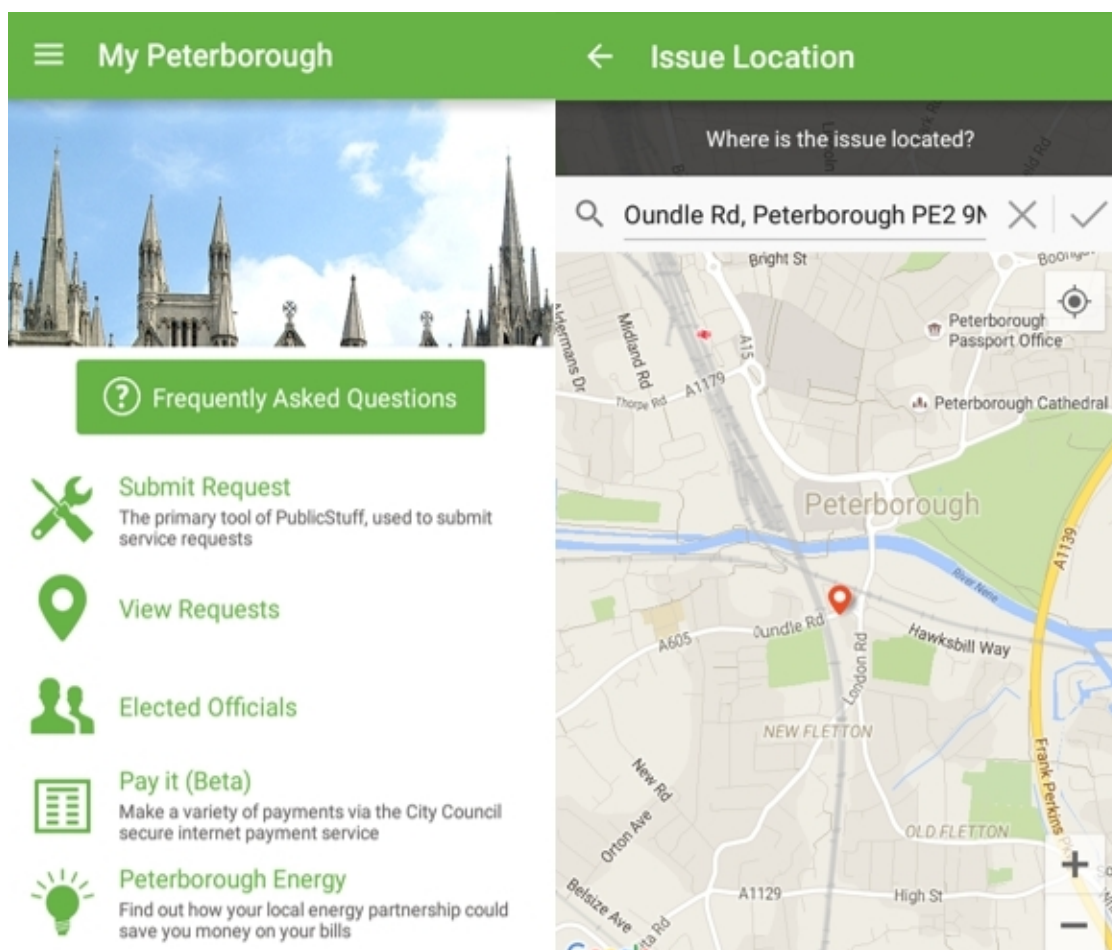 My Peterborough
Frequently Asked Questions
Submit Request
The primary tool of PublicStuff, used to submit
service requests
View Requests
Elected Officials
Pay it (Beta)
Make a variety of payments via the City Council
secure internet payment service
Peterborough Energy
Find out how your local energy partnership could
save you money on your bills
Issue Location
Where is the issue located?
Oundle Rd, Peterborough PE2 9N
Bright St
Aldermans Dr
Midland Rd
A15
Peterborough
Passport Office
Thorpe Rd
A1179
Peterborough Cathedral
Peterborough
A1139
River Nene
Oundle Rd
A605
Hawksbill Way
London Rd
NEW FLETTON
New Rd
Frank Perkins
Orton Ave
OLD FLETTON
A1129
High St
Belsize Ave